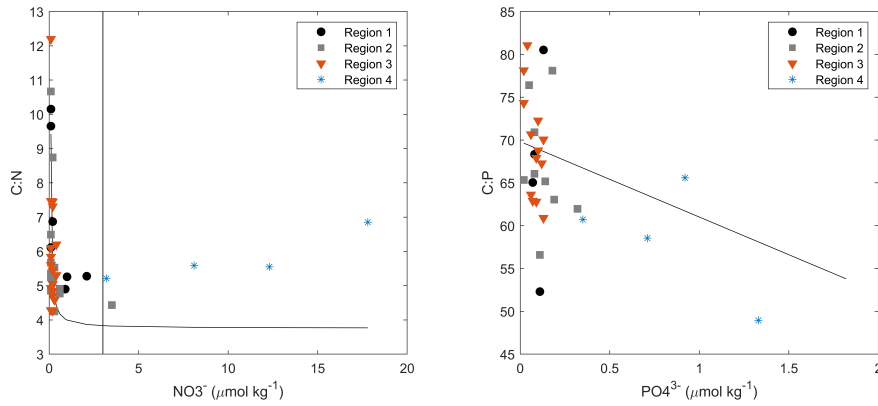 13
12
11
10
9
8
7
6
5
4
3
C:N
0
5
10
15
20
NO3⁻ (μmol kg⁻¹)
Region 1
Region 2
Region 3
Region 4
85
80
75
70
65
60
55
50
45
C:P
0
0.5
1
1.5
2
PO4³⁻ (μmol kg⁻¹)
Region 1
Region 2
Region 3
Region 4